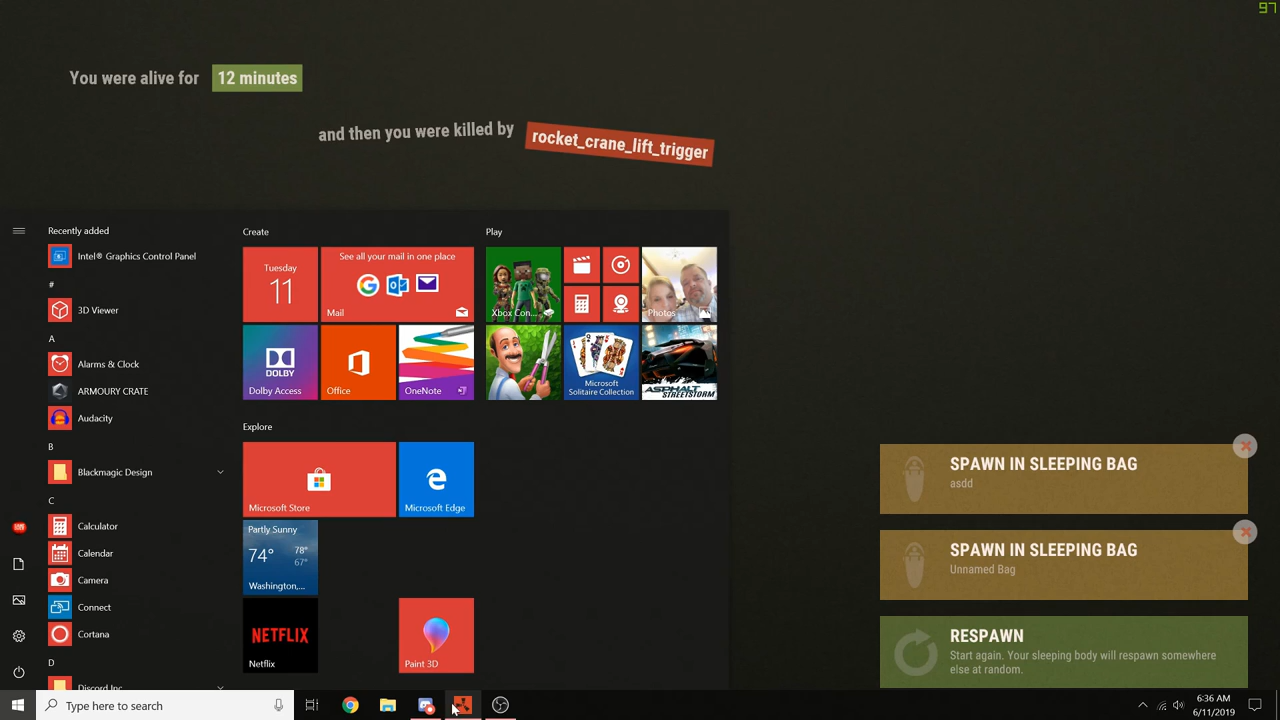 97
You were alive for 12 minutes
and then you were killed by rocket_crane_lift_trigger
Recently added
Intel® Graphics Control Panel
#
3D Viewer
A
Alarms & Clock
ARMOURY CRATE
Audacity
B
Blackmagic Design
C
Calculator
Calendar
Camera
Connect
Cortana
D
Discord Inc
Create
Tuesday
11
See all your mail in one place
Mail
DOLBY
Dolby Access
Office
OneNote
Play
Xbox Con...
Photos
Microsoft
Solitaire Collection
ASPHALT
STREETSTORM
Explore
Microsoft Store
Microsoft Edge
Partly Sunny
74° 78°
67°
Washington,...
NETFLIX
Netflix
Paint 3D
SPAWN IN SLEEPING BAG
asdd
SPAWN IN SLEEPING BAG
Unnamed Bag
RESPAWN
Start again. Your sleeping body will respawn somewhere
else at random.
Type here to search
6:36 AM
6/11/2019